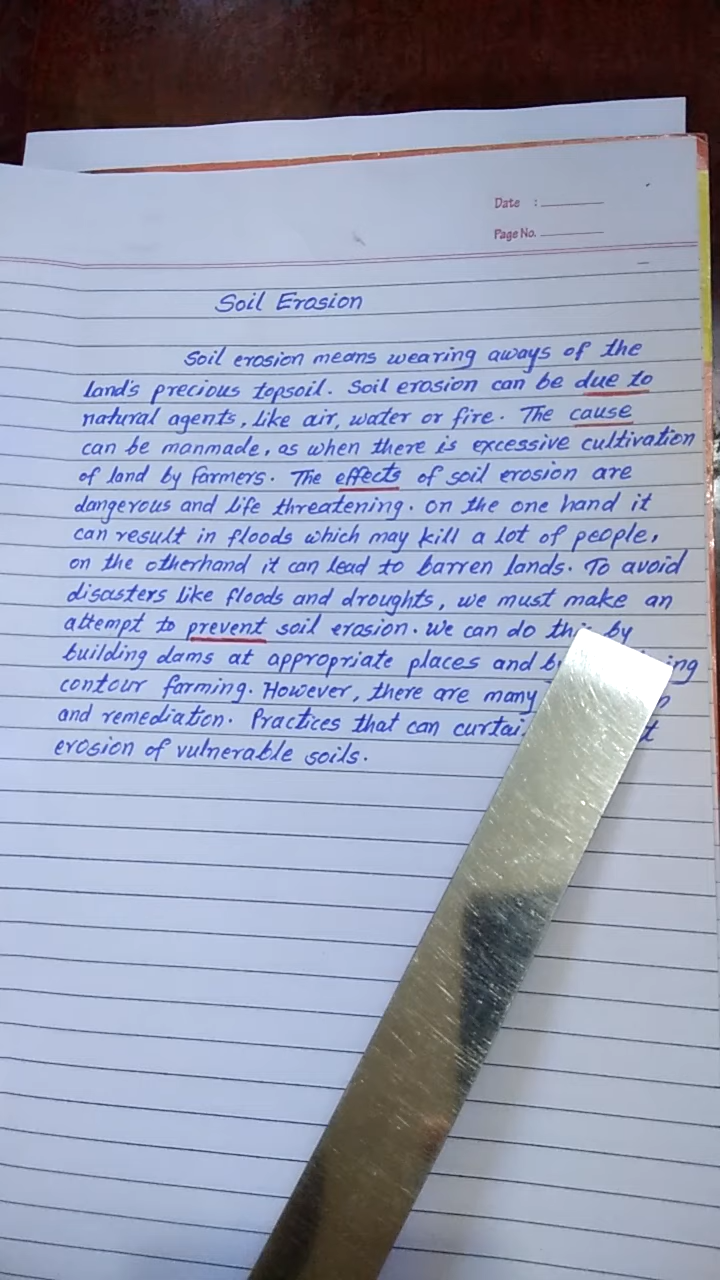 Date :
Page No.
Soil Erosion
Soil erosion means wearing aways of the
land's precious topsoil. Soil erosion can be due to
natural agents, like air, water or fire. The cause
can be manmade, as when there is excessive cultivation
of land by farmers. The effects of soil erosion are
dangerous and life threatening. On the one hand it
can result in floods which may kill a lot of people,
on the otherhand it can lead to barren lands. To avoid
disasters like floods and droughts, we must make an
attempt to prevent soil erosion. We can do this by
building dams at appropriate places and
contour farming. However, there are many
and remediation. Practices that can
erosion of vulnerable soils.